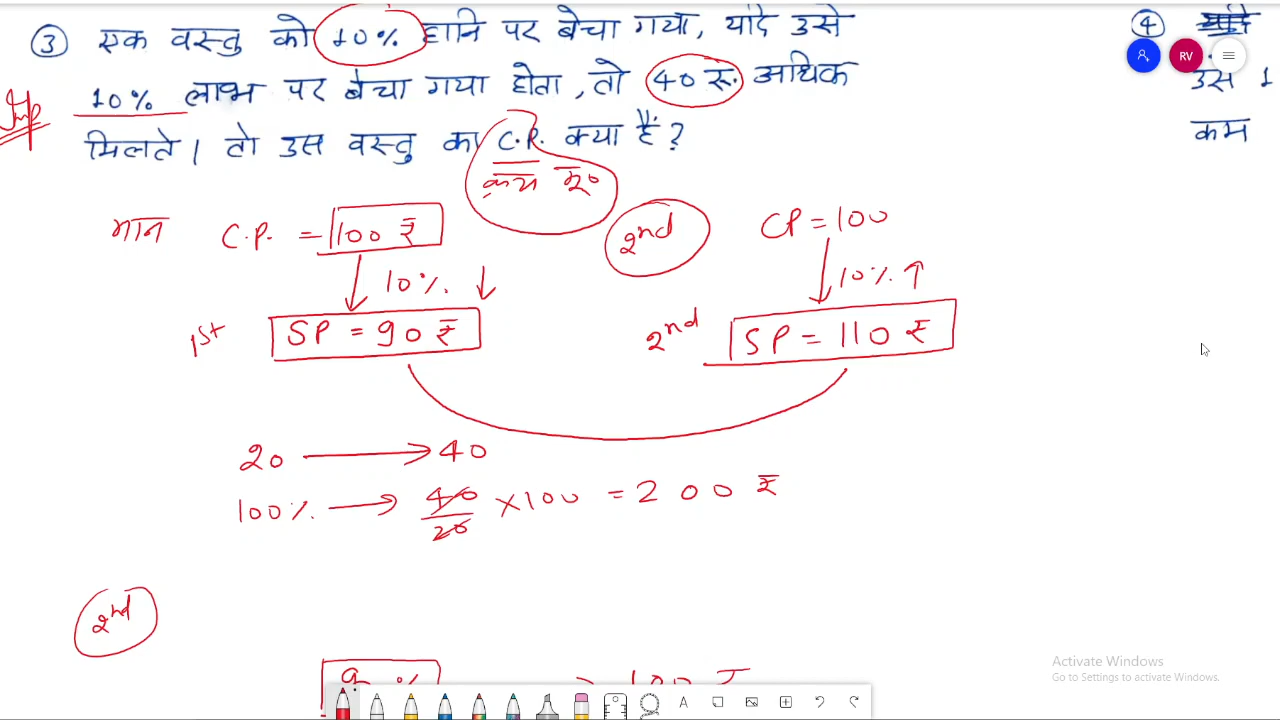 ③ एक वस्तु को 10% हानि पर बेचा गया, यदि उसे
10% लाभ पर बेचा गया होता, तो 40 रु. अधिक
मिलते। तो उस वस्तु का C.P. क्या हैं?
Imp
क्रय मू०
④
उसे 1
कम
RV
मान C.P. = 100 ₹
10% ↓
1st SP = 90 ₹
2nd CP = 100
10% ↑
2nd SP = 110 ₹
20 → 40
100% → 40/20 × 100 = 200 ₹
2nd
%
A
Activate Windows
Go to Settings to activate Windows.